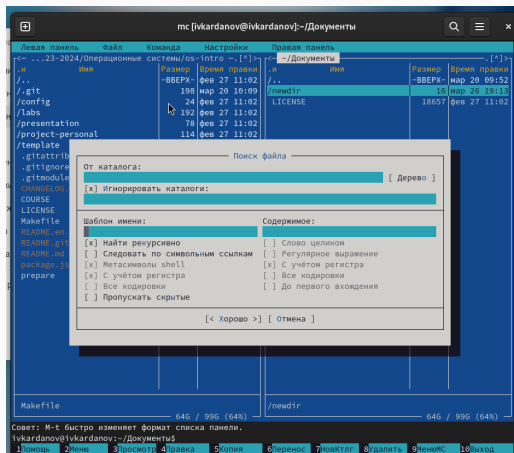 mc [ivkardanov@ivkardanov]:~/Документы
Левая панель Файл Команда Настройки Правая панель
<— ...23-2024/Операционные системы/os-intro —.[^]>
<— ~/Документы .[^]>
.и Имя Размер Время правки
.и Имя Размер Время правки
/.. -ВВЕРХ- фев 27 11:02
/.. -ВВЕРХ- мар 20 09:52
/.git 198 мар 20 10:09
/newdir 16 мар 26 19:13
/config 24 фев 27 11:02
LICENSE 18657 фев 27 11:02
/labs 192 фев 27 11:02
/presentation 78 фев 27 11:02
/project-personal 114 фев 27 11:02
/template
.gitattrib
.gitignore
.gitmodule
CHANGELOG.
COURSE
LICENSE
Makefile
README.en.
README.git
README.md
package.js
prepare
Поиск файла
От каталога:
[ Дерево ]
[x] Игнорировать каталоги:
Шаблон имени: Содержимое:
[x] Найти рекурсивно [ ] Слово целиком
[ ] Следовать по символьным ссылкам [ ] Регулярное выражение
[x] Метасимволы shell [x] С учётом регистра
[x] С учётом регистра [ ] Все кодировки
[ ] Все кодировки [ ] До первого вхождения
[ ] Пропускать скрытые
[< Хорошо >] [ Отмена ]
Makefile /newdir
64G / 99G (64%) 64G / 99G (64%)
Совет: M-t быстро изменяет формат списка панели.
ivkardanov@ivkardanov:~/Документы$
1Помощь 2Меню 3Просмотр 4Правка 5Копия 6Перенос 7НовКтлг 8Удалить 9МенюМС 10Выход